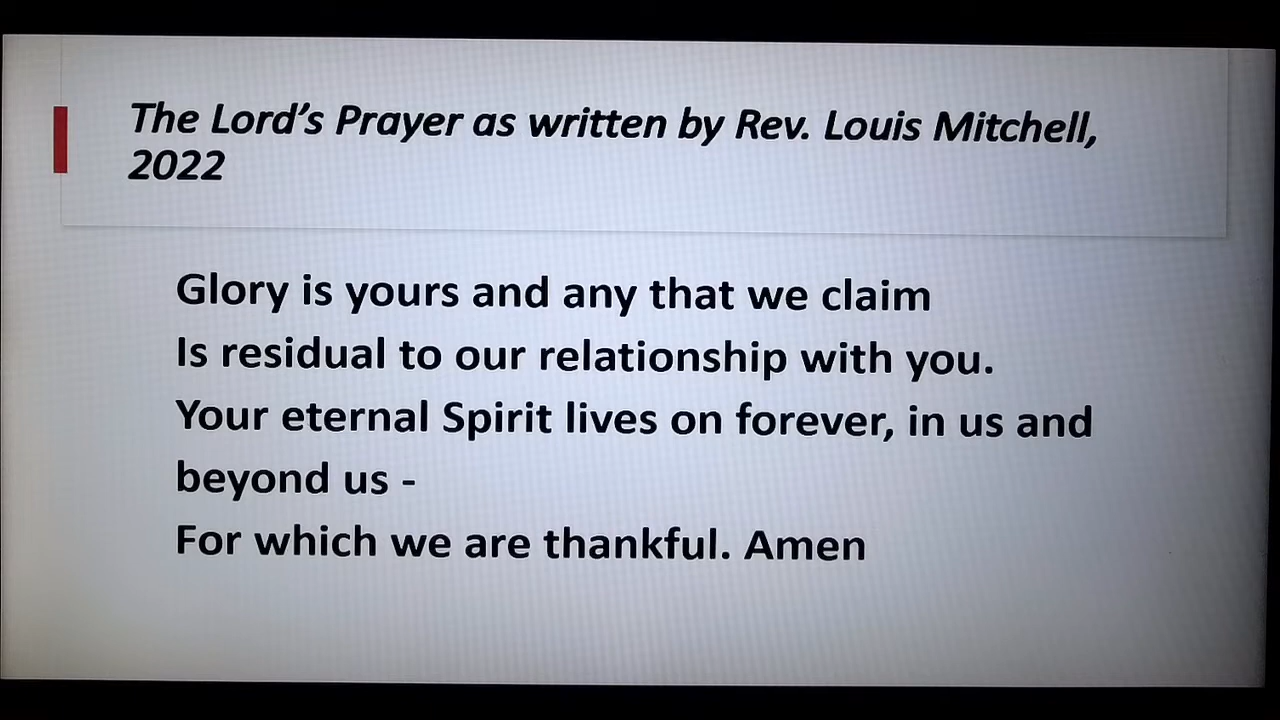 The Lord's Prayer as written by Rev. Louis Mitchell,
2022
Glory is yours and any that we claim
Is residual to our relationship with you.
Your eternal Spirit lives on forever, in us and
beyond us -
For which we are thankful. Amen